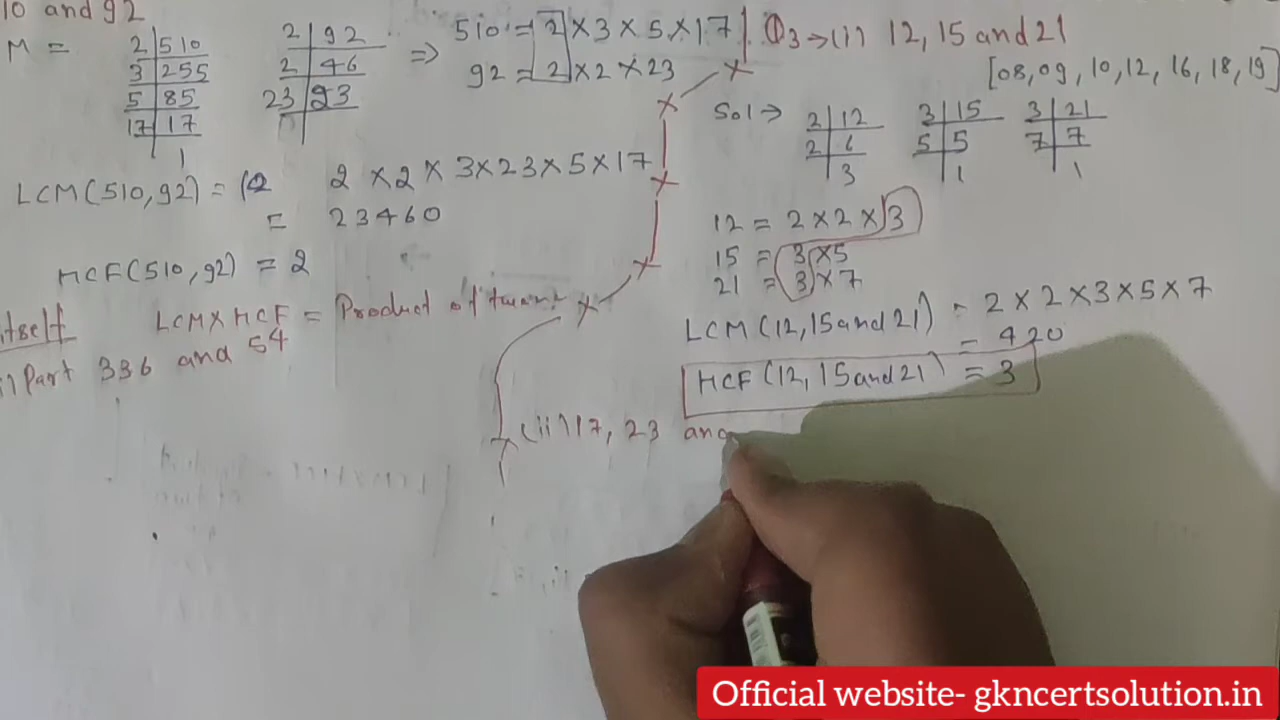 10 and 92
M =
2 | 510
3 | 255
5 | 85
17 | 17
1
2 | 92
2 | 46
23 | 23
⇒ 510 = 2 × 3 × 5 × 17
92 = 2 × 2 × 23
LCM(510,92) = 2 × 2 × 3 × 23 × 5 × 17
= 23460
HCF(510,92) = 2
itself LCM × HCF = Product of
Part 336 and 54
3 → (i) 12, 15 and 21
[08,09, 10, 12, 16, 18, 19]
Sol →
2 | 12
2 | 6
3
3 | 15
5 | 5
1
3 | 21
7 | 7
1
12 = 2 × 2 × 3
15 = 3 × 5
21 = 3 × 7
LCM (12, 15 and 21) = 2 × 2 × 3 × 5 × 7
= 420
HCF (12, 15 and 21) = 3
(ii) 17, 23 and
Official website- gkncertsolution.in